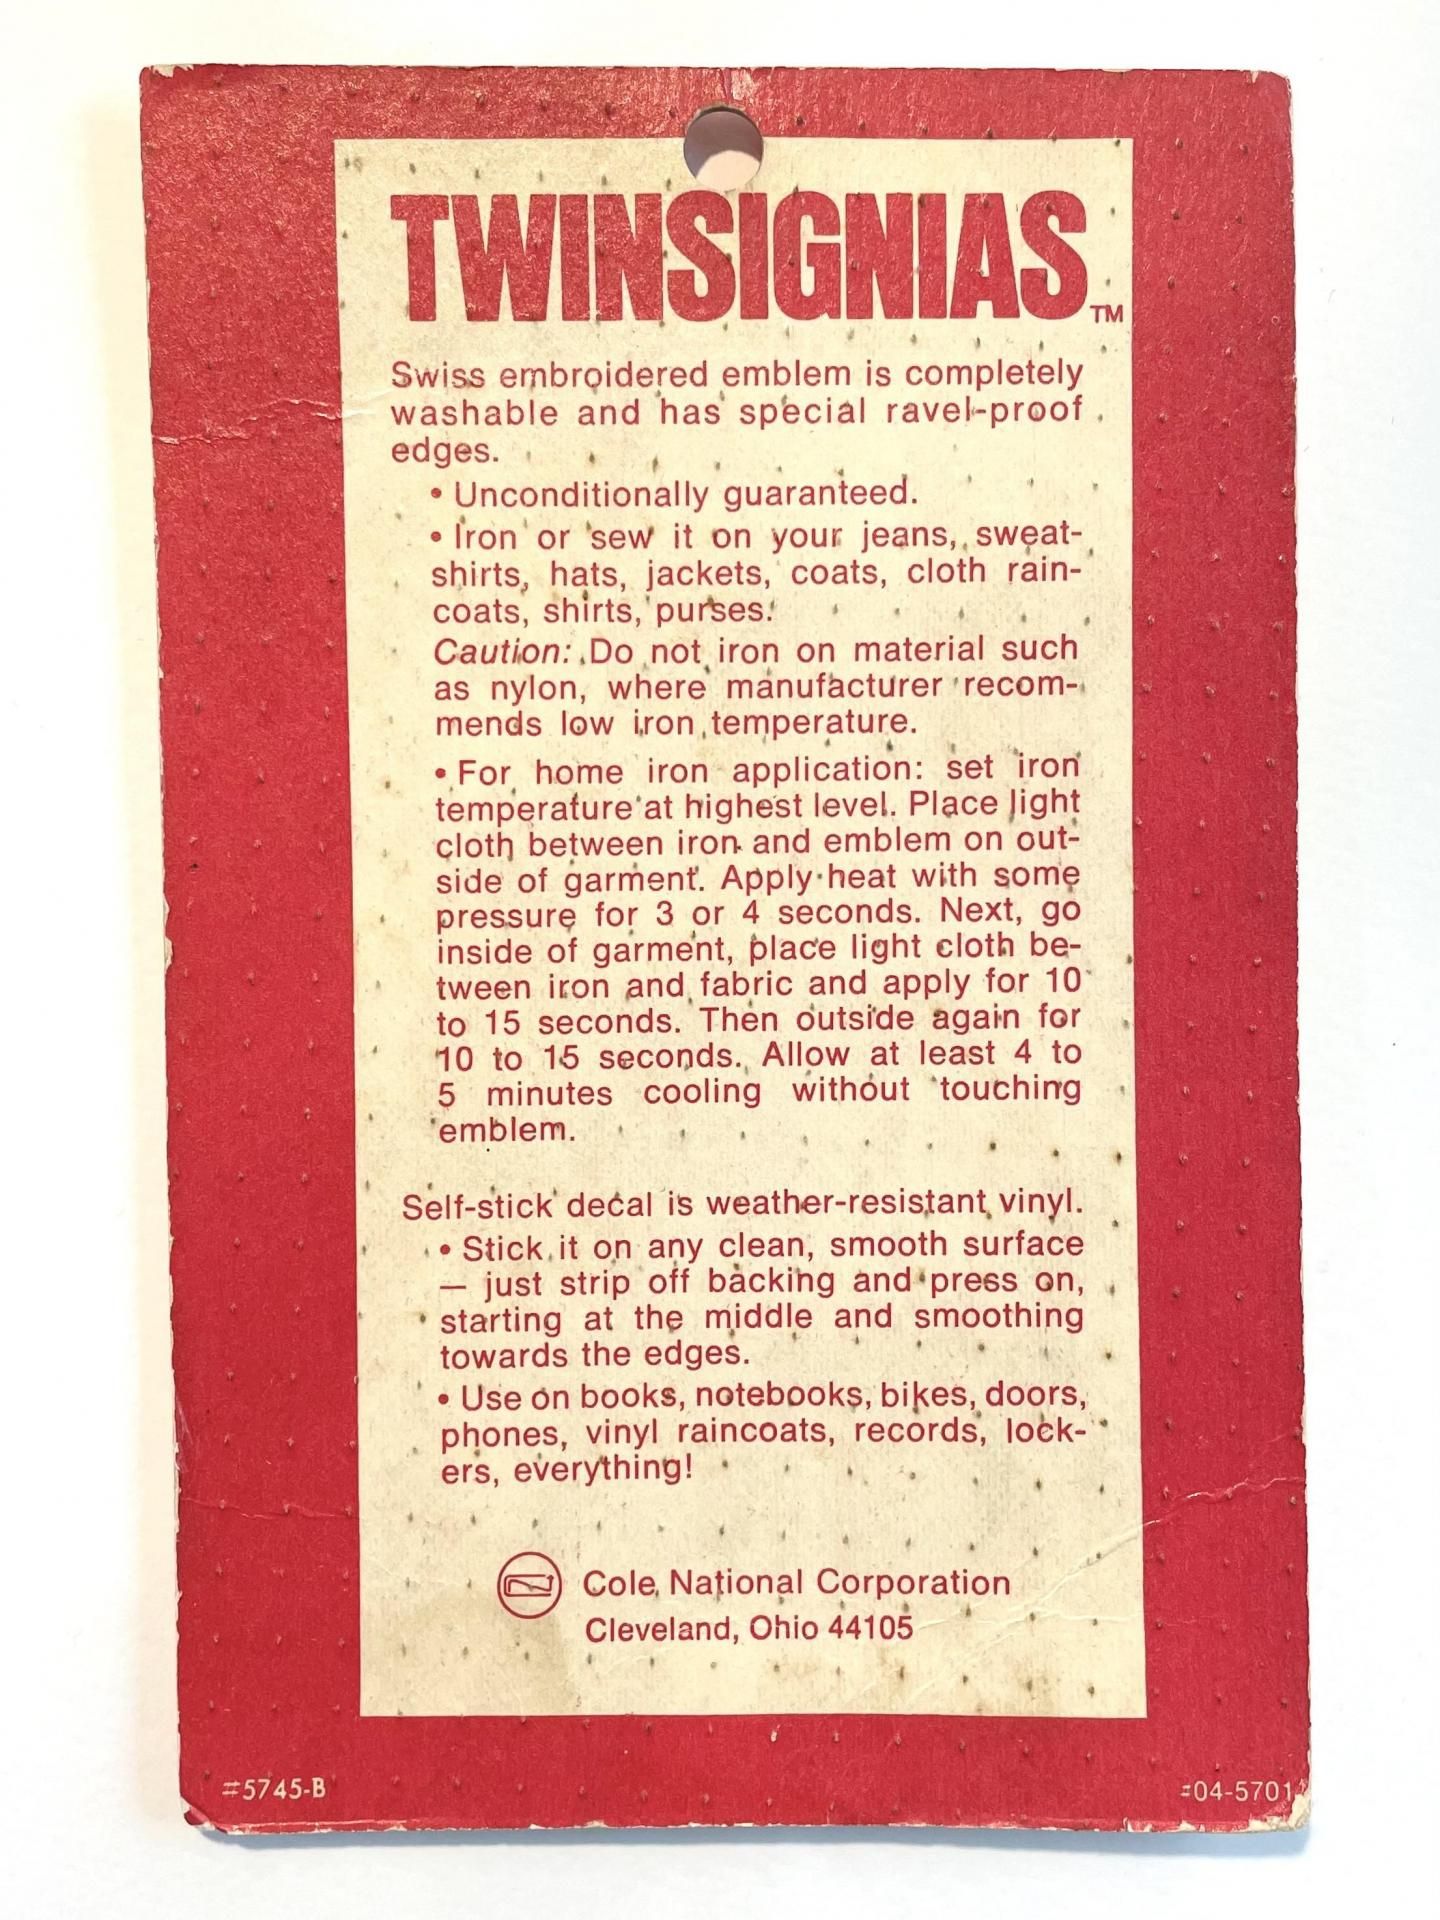 TWINSIGNIAS™
Swiss embroidered emblem is completely
washable and has special ravel-proof
edges.
• Unconditionally guaranteed.
• Iron or sew it on your jeans, sweat-
shirts, hats, jackets, coats, cloth rain-
coats, shirts, purses.
Caution: Do not iron on material such
as nylon, where manufacturer recom-
mends low iron temperature.
• For home iron application: set iron
temperature at highest level. Place light
cloth between iron and emblem on out-
side of garment. Apply heat with some
pressure for 3 or 4 seconds. Next, go
inside of garment, place light cloth be-
tween iron and fabric and apply for 10
to 15 seconds. Then outside again for
10 to 15 seconds. Allow at least 4 to
5 minutes cooling without touching
emblem.
Self-stick decal is weather-resistant vinyl.
• Stick it on any clean, smooth surface
— just strip off backing and press on,
starting at the middle and smoothing
towards the edges.
• Use on books, notebooks, bikes, doors,
phones, vinyl raincoats, records, lock-
ers, everything!
Cole National Corporation
Cleveland, Ohio 44105
#5745-B
#04-5701